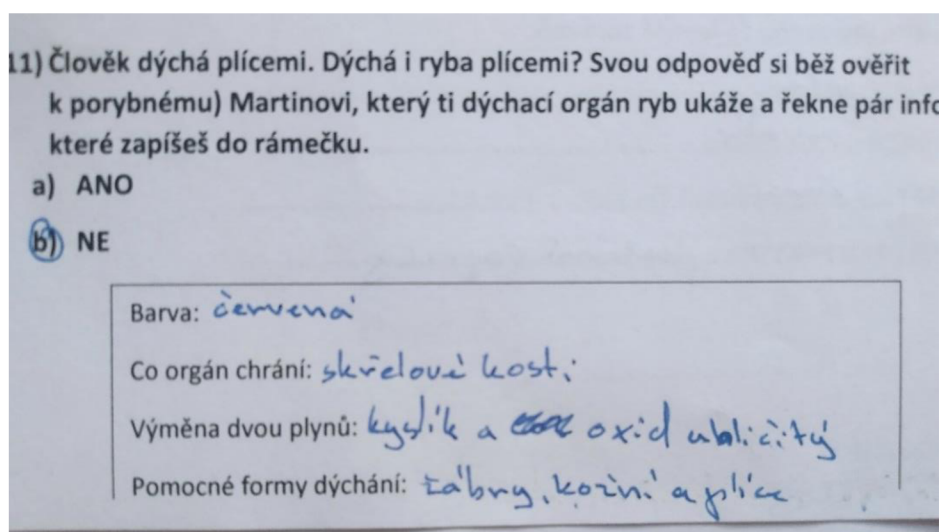 11) Člověk dýchá plícemi. Dýchá i ryba plícemi? Svou odpověď si běž ověřit
k porybnému) Martinovi, který ti dýchací orgán ryb ukáže a řekne pár info
které zapíšeš do rámečku.
a) ANO
b) NE
Barva: červená
Co orgán chrání: skřelové kosti
Výměna dvou plynů: kyslík a oxid uhličitý
Pomocné formy dýchání: žábry, kožní a plíce